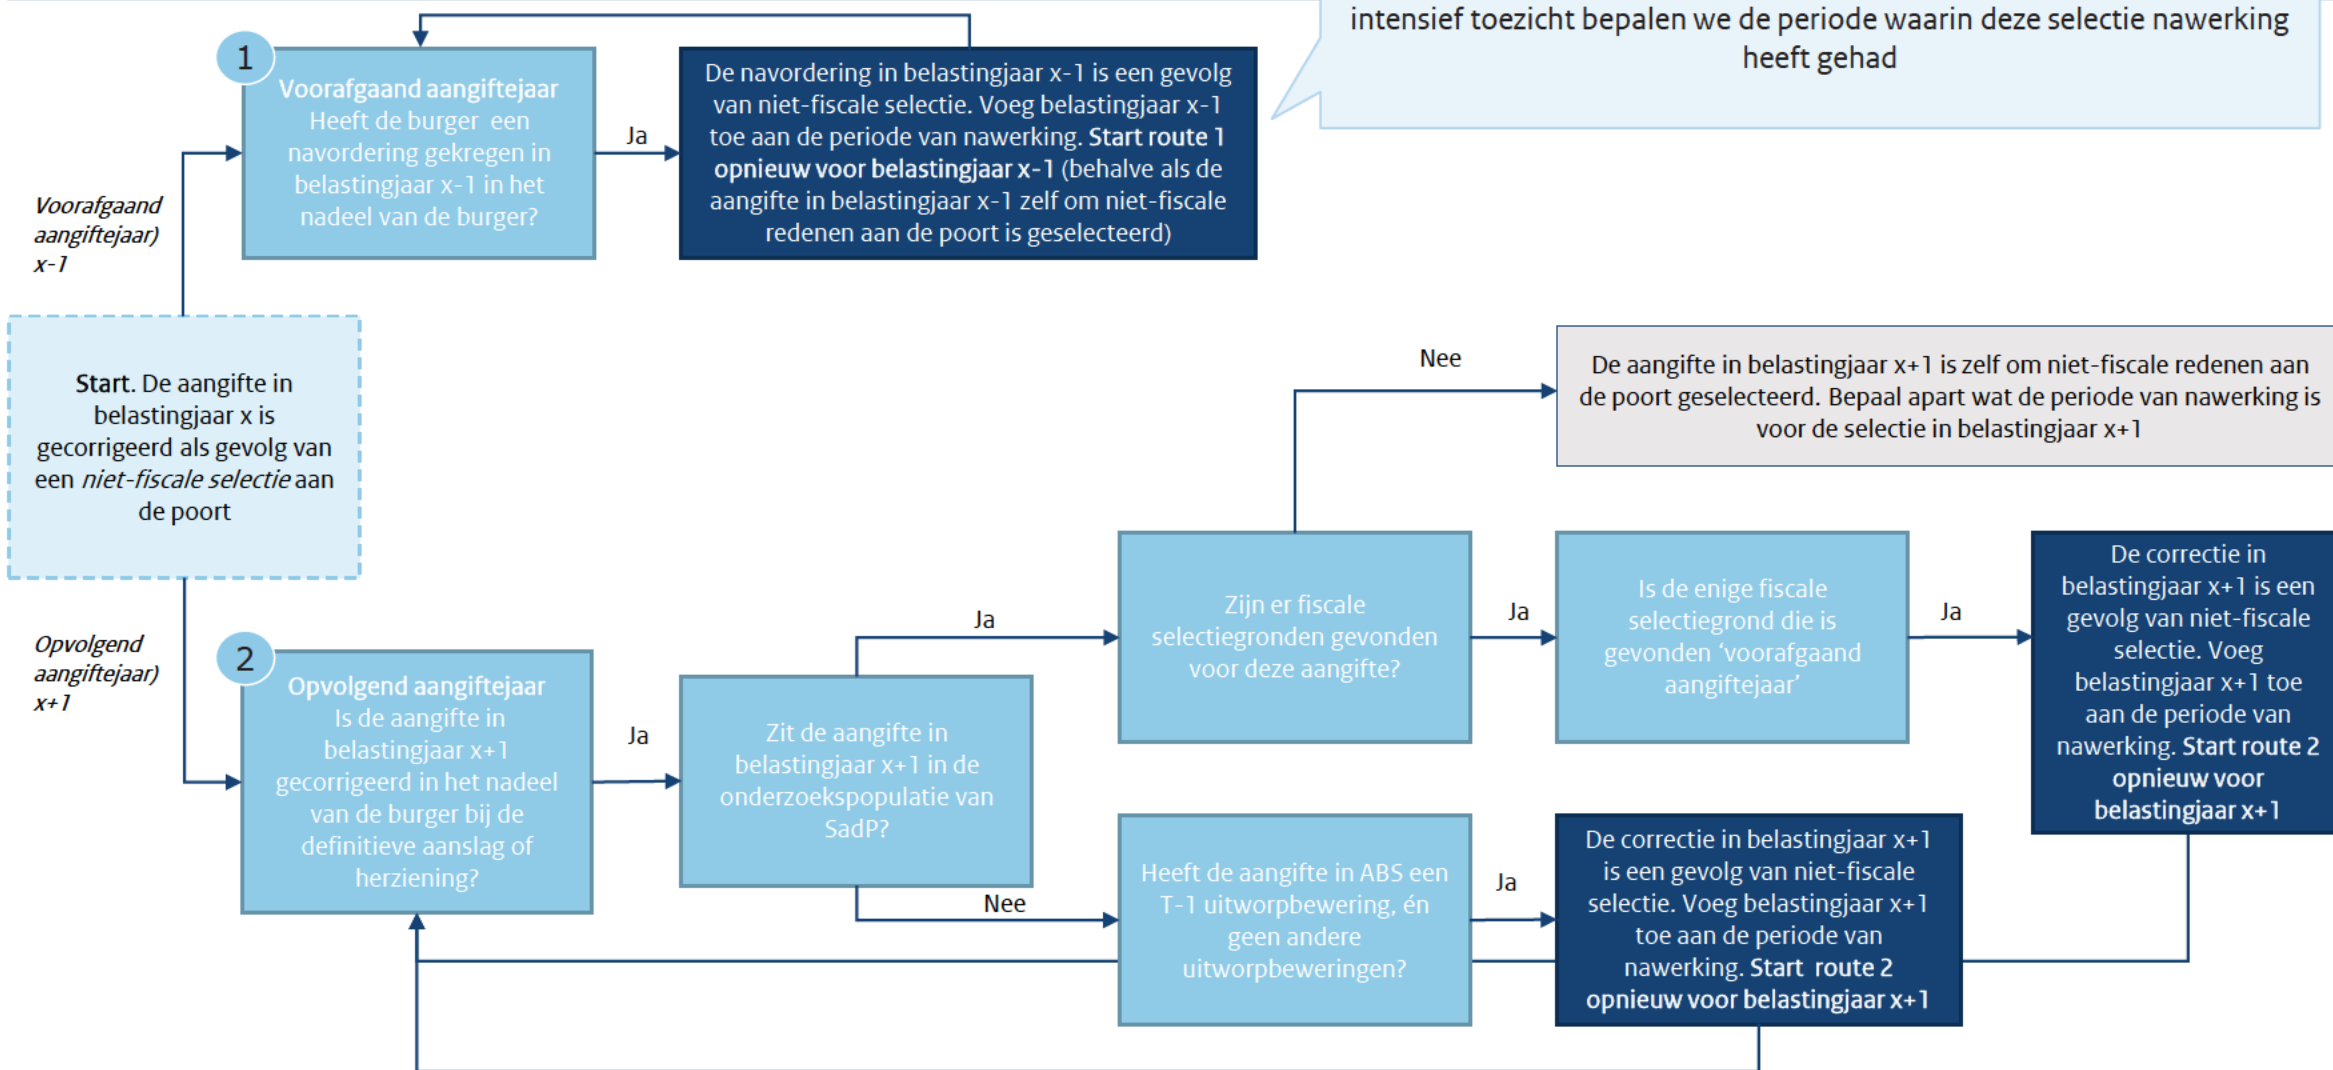 intensief toezicht bepalen we de periode waarin deze selectie nawerking
heeft gehad
1
Voorafgaand aangiftejaar
Heeft de burger een
navordering gekregen in
belastingjaar x-1 in het
nadeel van de burger?
Ja
De navordering in belastingjaar x-1 is een gevolg
van niet-fiscale selectie. Voeg belastingjaar x-1
toe aan de periode van nawerking. Start route 1
opnieuw voor belastingjaar x-1 (behalve als de
aangifte in belastingjaar x-1 zelf om niet-fiscale
redenen aan de poort is geselecteerd)
Voorafgaand
aangiftejaar)
x-1
Start. De aangifte in
belastingjaar x is
gecorrigeerd als gevolg van
een niet-fiscale selectie aan
de poort
Nee
De aangifte in belastingjaar x+1 is zelf om niet-fiscale redenen aan
de poort geselecteerd. Bepaal apart wat de periode van nawerking is
voor de selectie in belastingjaar x+1
Opvolgend
aangiftejaar)
x+1
2
Opvolgend aangiftejaar
Is de aangifte in
belastingjaar x+1
gecorrigeerd in het nadeel
van de burger bij de
definitieve aanslag of
herziening?
Ja
Zit de aangifte in
belastingjaar x+1 in de
onderzoekspopulatie van
SadP?
Ja
Zijn er fiscale
selectiegronden gevonden
voor deze aangifte?
Ja
Is de enige fiscale
selectiegrond die is
gevonden ‘voorafgaand
aangiftejaar’
Ja
De correctie in
belastingjaar x+1 is een
gevolg van niet-fiscale
selectie. Voeg
belastingjaar x+1 toe
aan de periode van
nawerking. Start route 2
opnieuw voor
belastingjaar x+1
Nee
Heeft de aangifte in ABS een
T-1 uitworpbewering, én
geen andere
uitworpbeweringen?
Ja
De correctie in belastingjaar x+1
is een gevolg van niet-fiscale
selectie. Voeg belastingjaar x+1
toe aan de periode van
nawerking. Start route 2
opnieuw voor belastingjaar x+1